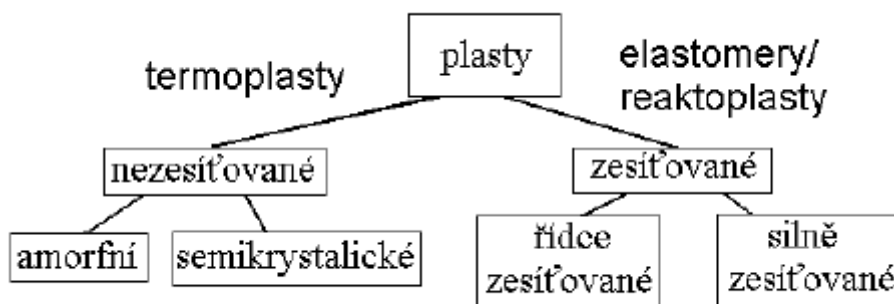 plasty
termoplasty
elastomery/
reaktoplasty
nezesíťované
zesíťované
amorfní
semikrystalické
řídce
zesíťované
silně
zesíťované